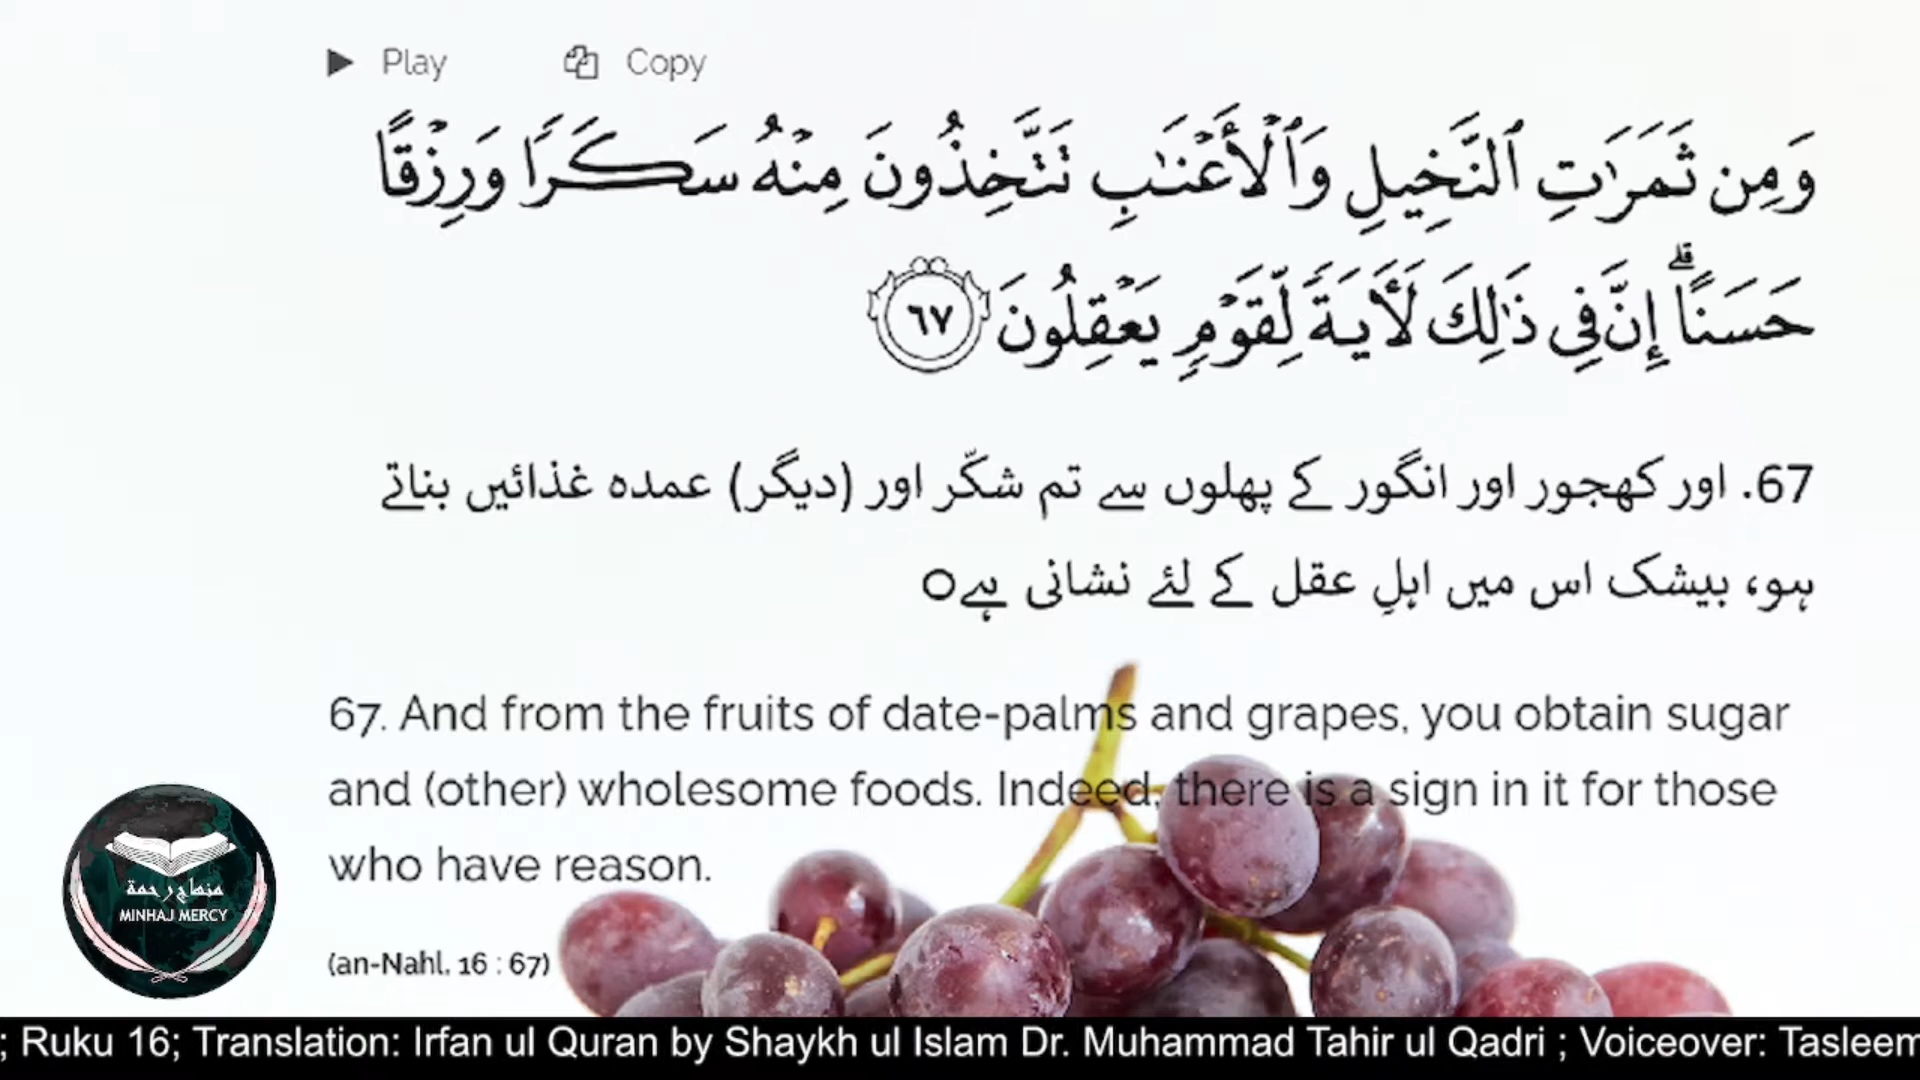 Play Copy
وَمِن ثَمَرَٰتِ ٱلنَّخِيلِ وَٱلْأَعْنَـٰبِ تَتَّخِذُونَ مِنْهُ سَكَرًا وَرِزْقًا
حَسَنًا ۗ إِنَّ فِى ذَٰلِكَ لَـَٔايَةً لِّقَوْمٍ يَعْقِلُونَ ٦٧
67. اور کھجور اور انگور کے پھلوں سے تم شکّر اور (دیگر) عمدہ غذائیں بناتے
ہو، بیشک اس میں اہلِ عقل کے لئے نشانی ہےo
67. And from the fruits of date-palms and grapes, you obtain sugar
and (other) wholesome foods. Indeed, there is a sign in it for those
who have reason.
منهاج رحمة
MINHAJ MERCY
(an-Nahl, 16 : 67)
; Ruku 16; Translation: Irfan ul Quran by Shaykh ul Islam Dr. Muhammad Tahir ul Qadri ; Voiceover: Tasleem